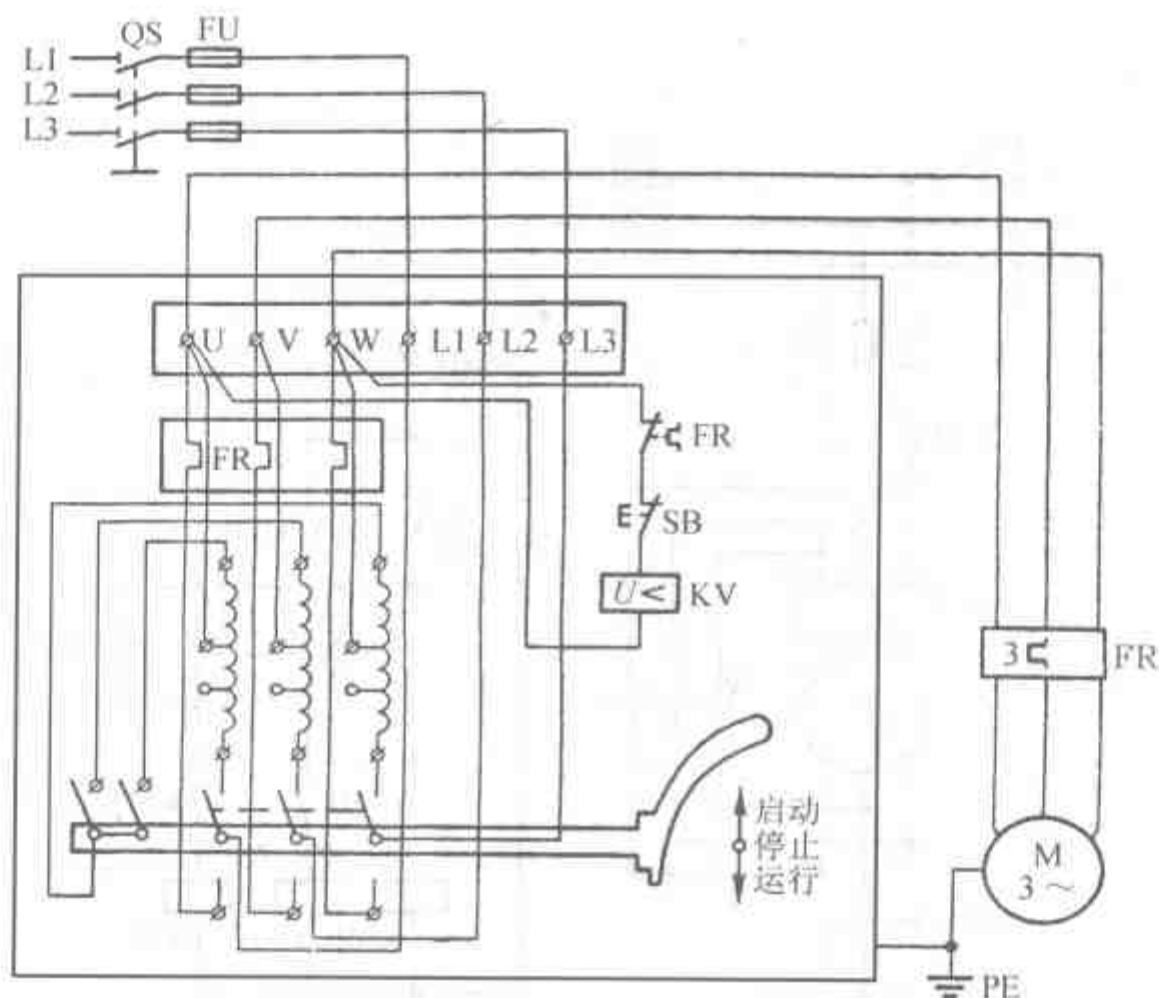 QS FU
L1
L2
L3
U V W L1 L2 L3
FR
FR
SB
U< KV
3 FR
启动
停止
运行
M
3～
PE